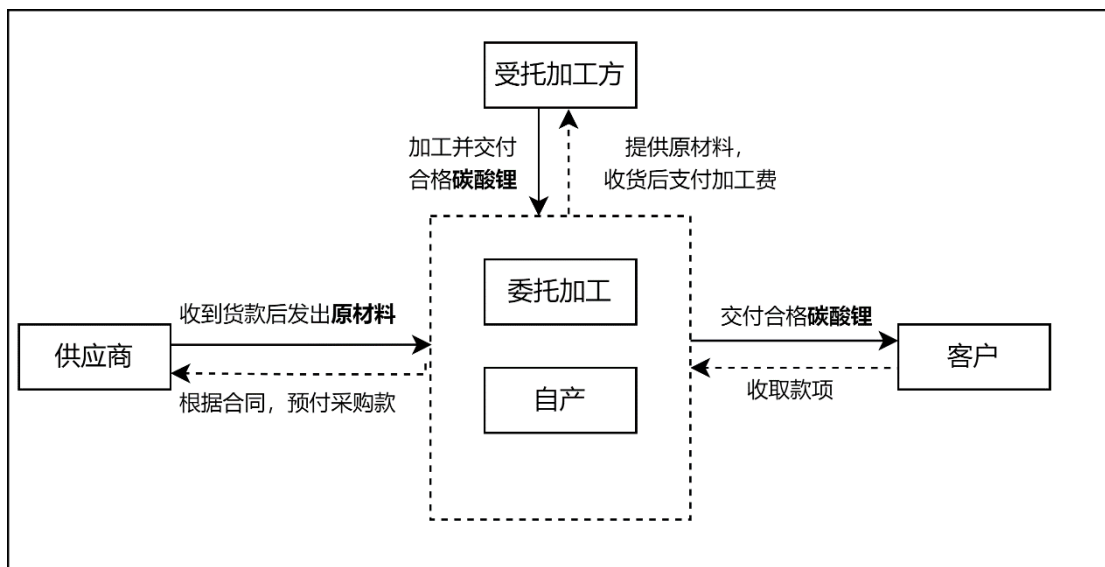 受托加工方
加工并交付
合格碳酸锂
提供原材料，
收货后支付加工费
委托加工
自产
收到货款后发出原材料
供应商
根据合同，预付采购款
交付合格碳酸锂
客户
收取款项